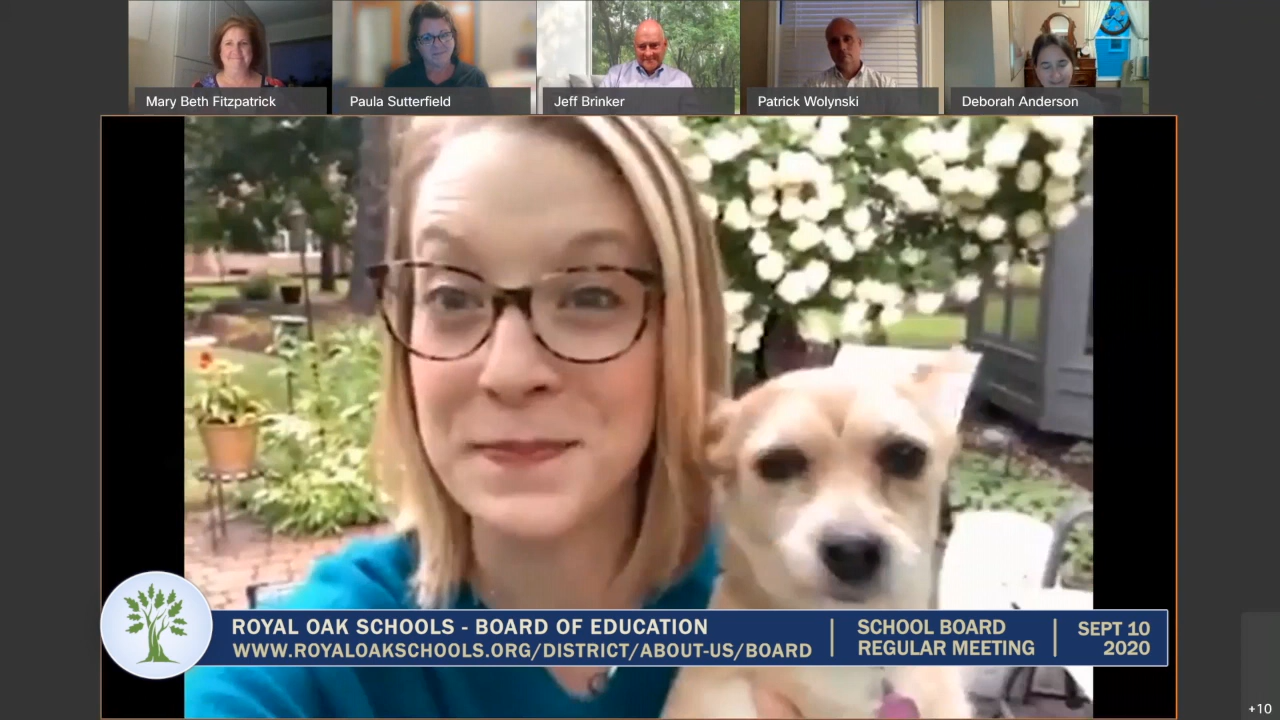 Mary Beth Fitzpatrick
Paula Sutterfield
Jeff Brinker
Patrick Wolynski
Deborah Anderson
ROYAL OAK SCHOOLS - BOARD OF EDUCATION
WWW.ROYALOAKSCHOOLS.ORG/DISTRICT/ABOUT-US/BOARD
SCHOOL BOARD
REGULAR MEETING
SEPT 10
2020
+10